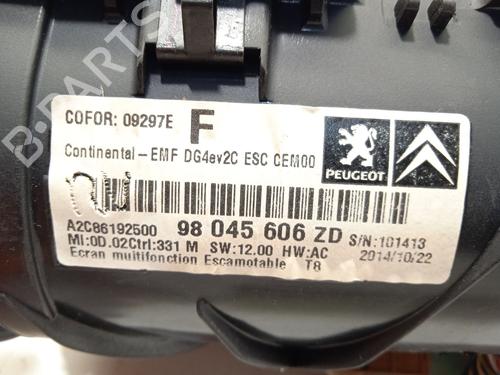 B-PARTS
COFOR: 09297E F
Continental-EMF DG4ev2C ESC CEM00
PEUGEOT
A2C86192500 98 045 606 ZD S/N:101413
MI:0D.02Ctrl:331 M SW:12.00 HW:AC 2014/10/22
Ecran multifonction Escamotable T8